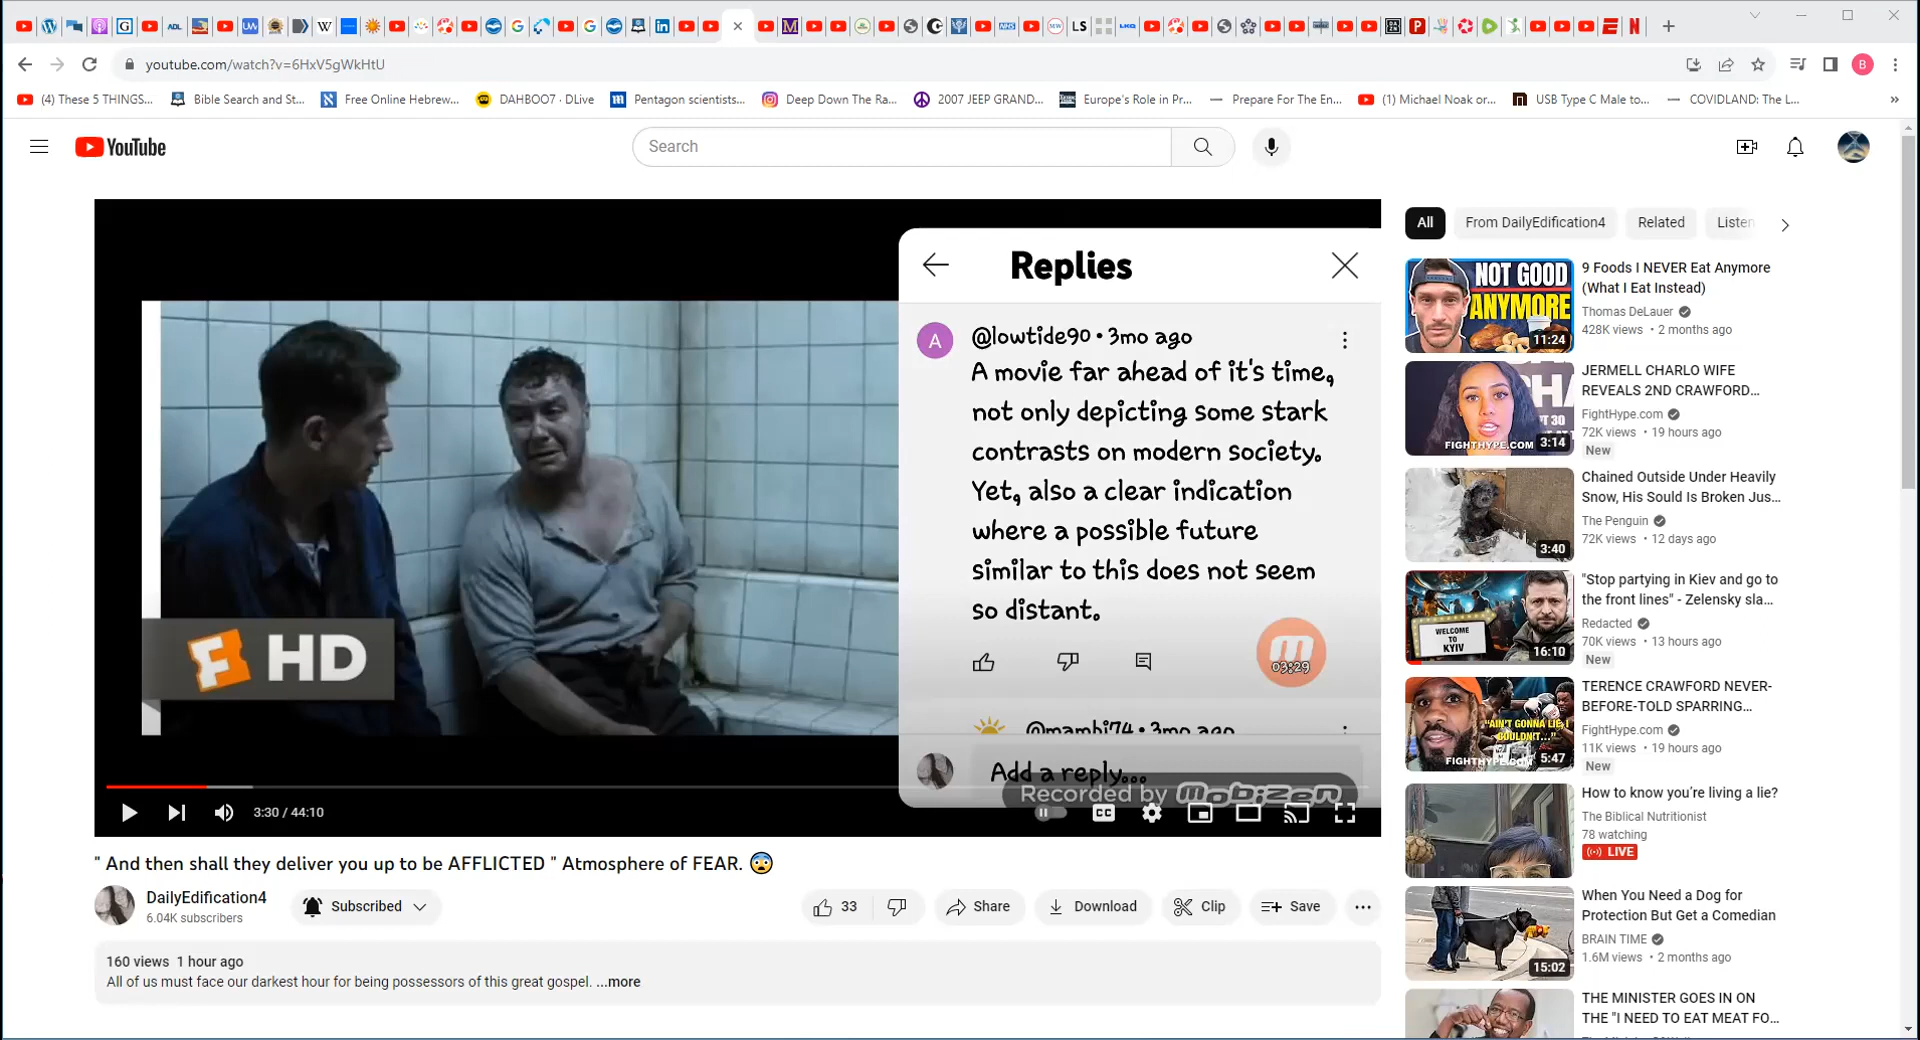 youtube.com/watch?v=6HxV5gWkHtU
B
(4) These 5 THINGS...
Bible Search and St...
Free Online Hebrew...
DAHBOO7 · DLive
Pentagon scientists...
Deep Down The Ra...
2007 JEEP GRAND...
Europe's Role in Pr...
Prepare For The En...
(1) Michael Noak or...
USB Type C Male to...
COVIDLAND: The L...
YouTube
Search
Replies
A
@lowtide90 • 3mo ago
A movie far ahead of it's time,
not only depicting some stark
contrasts on modern society.
Yet, also a clear indication
where a possible future
similar to this does not seem
so distant.
03:29
@mambi74 • 3mo ago
Add a reply...
Recorded by mobizen
F HD
3:30 / 44:10
CC
" And then shall they deliver you up to be AFFLICTED " Atmosphere of FEAR. 😨
DailyEdification4
6.04K subscribers
Subscribed
33
Share
Download
Clip
Save
160 views 1 hour ago
All of us must face our darkest hour for being possessors of this great gospel. ...more
All
From DailyEdification4
Related
Listen
NOT GOOD
ANYMORE
11:24
9 Foods I NEVER Eat Anymore
(What I Eat Instead)
Thomas DeLauer
428K views • 2 months ago
FIGHTHYPE.COM
3:14
JERMELL CHARLO WIFE
REVEALS 2ND CRAWFORD...
FightHype.com
72K views • 19 hours ago
New
3:40
Chained Outside Under Heavily
Snow, His Sould Is Broken Jus...
The Penguin
72K views • 12 days ago
WELCOME
TO
KYIV
16:10
"Stop partying in Kiev and go to
the front lines" - Zelensky sla...
Redacted
70K views • 13 hours ago
New
"AIN'T GONNA LIE, I
COULDN'T..."
FIGHTHYPE.COM
5:47
TERENCE CRAWFORD NEVER-
BEFORE-TOLD SPARRING...
FightHype.com
11K views • 19 hours ago
New
How to know you're living a lie?
The Biblical Nutritionist
78 watching
LIVE
15:02
When You Need a Dog for
Protection But Get a Comedian
BRAIN TIME
1.6M views • 2 months ago
THE MINISTER GOES IN ON
THE "I NEED TO EAT MEAT FO...